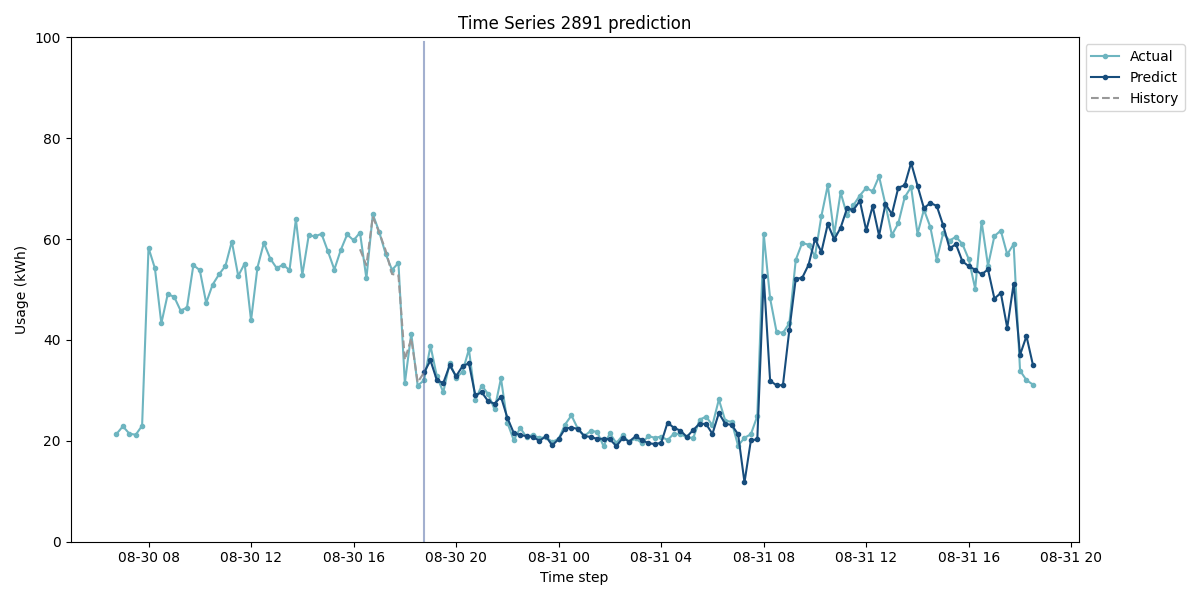 Time Series 2891 prediction
100
80
60
40
20
0
Usage (kWh)
08-30 08
08-30 12
08-30 16
08-30 20
08-31 00
08-31 04
08-31 08
08-31 12
08-31 16
08-31 20
Time step
Actual
Predict
History